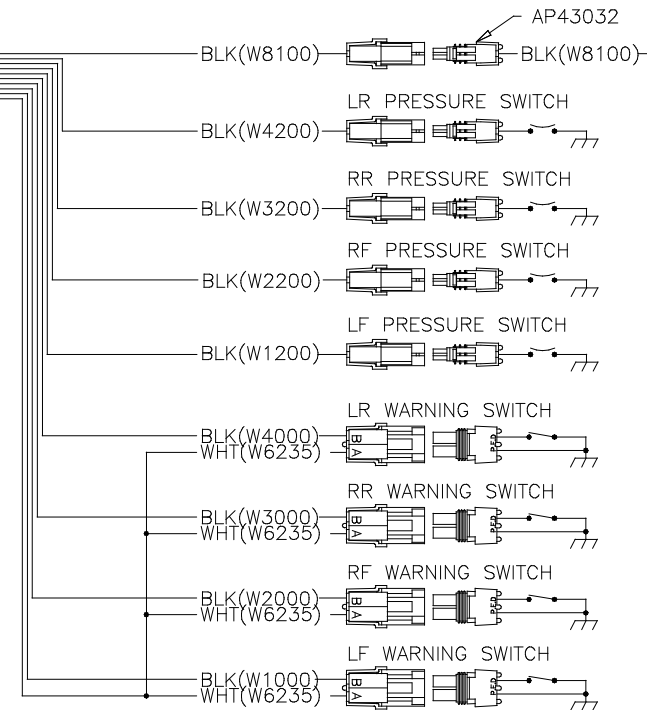 AP43032
BLK(W8100) BLK(W8100)
LR PRESSURE SWITCH
BLK(W4200)
RR PRESSURE SWITCH
BLK(W3200)
RF PRESSURE SWITCH
BLK(W2200)
LF PRESSURE SWITCH
BLK(W1200)
LR WARNING SWITCH
BLK(W4000) B
WHT(W6235) A
RR WARNING SWITCH
BLK(W3000) B
WHT(W6235) A
RF WARNING SWITCH
BLK(W2000) B
WHT(W6235) A
LF WARNING SWITCH
BLK(W1000) B
WHT(W6235) A